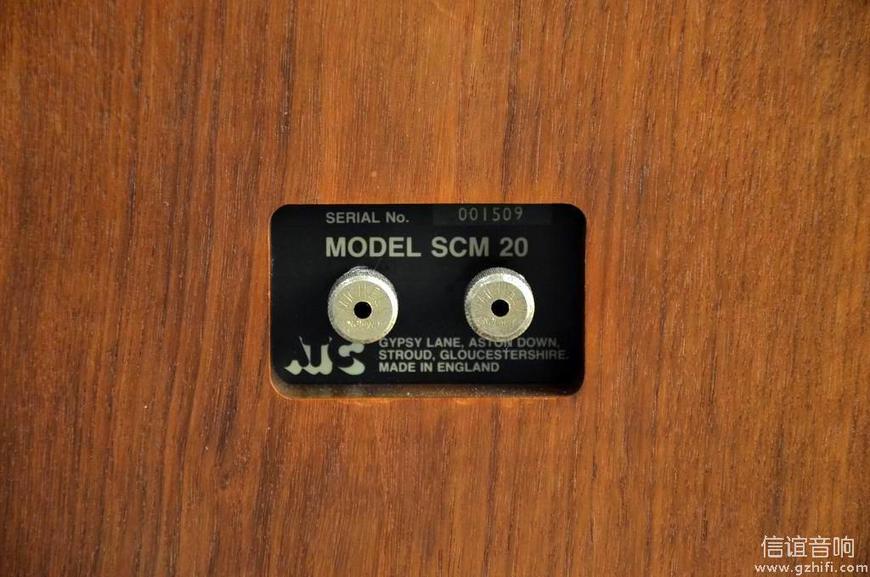 SERIAL No. 001509
MODEL SCM 20
GYPSY LANE, ASTON DOWN,
STROUD, GLOUCESTERSHIRE.
MADE IN ENGLAND
信谊音响
www.gzhifi.com